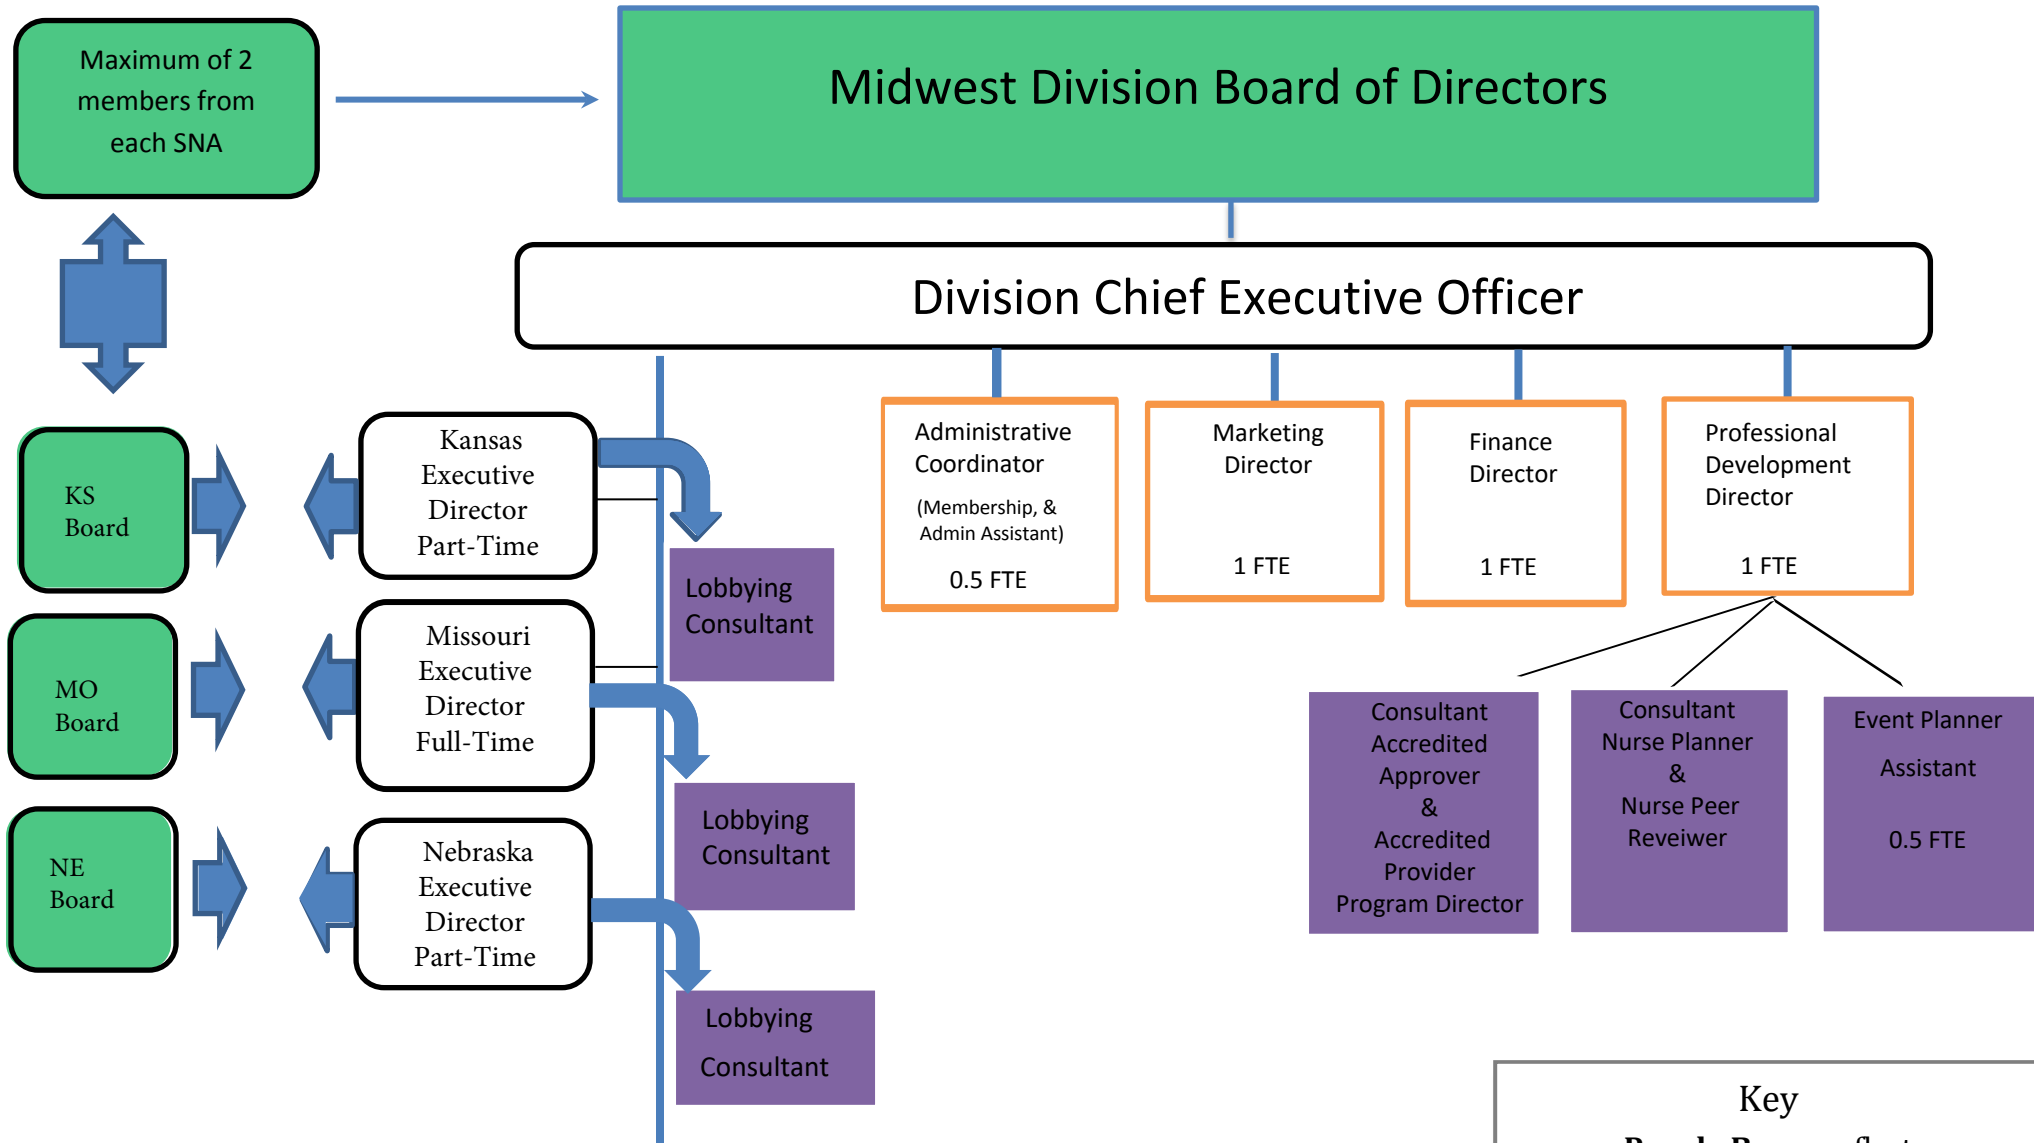 Maximum of 2
members from
each SNA
Midwest Division Board of Directors
Division Chief Executive Officer
KS
Board
Kansas
Executive
Director
Part-Time
Lobbying
Consultant
MO
Board
Missouri
Executive
Director
Full-Time
Lobbying
Consultant
NE
Board
Nebraska
Executive
Director
Part-Time
Lobbying
Consultant
Administrative
Coordinator
(Membership, &
Admin Assistant)
0.5 FTE
Marketing
Director
1 FTE
Finance
Director
1 FTE
Professional
Development
Director
1 FTE
Consultant
Accredited
Approver
&
Accredited
Provider
Program Director
Consultant
Nurse Planner
&
Nurse Peer
Reveiwer
Event Planner
Assistant
0.5 FTE
Key